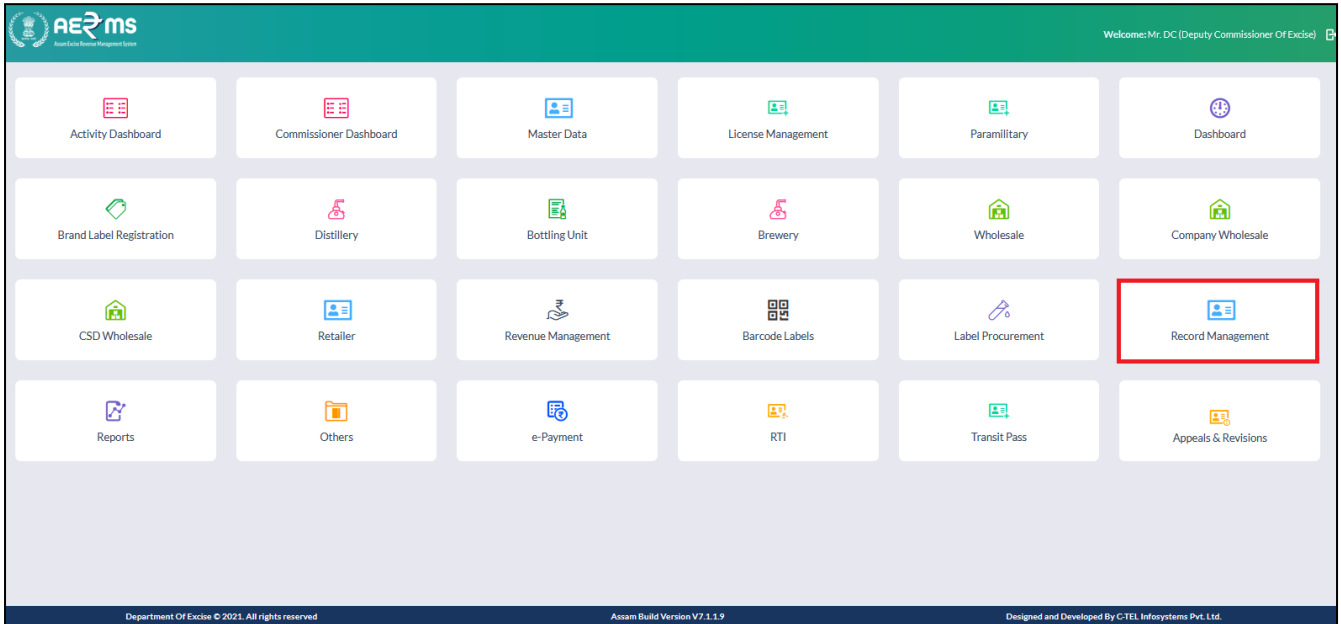 AERMS
Assam Excise Revenue Management System
Welcome: Mr. DC (Deputy Commissioner Of Excise)
Activity Dashboard
Commissioner Dashboard
Master Data
License Management
Paramilitary
Dashboard
Brand Label Registration
Distillery
Bottling Unit
Brewery
Wholesale
Company Wholesale
CSD Wholesale
Retailer
Revenue Management
Barcode Labels
Label Procurement
Record Management
Reports
Others
e-Payment
RTI
Transit Pass
Appeals & Revisions
Department Of Excise © 2021. All rights reserved
Assam Build Version V7.1.1.9
Designed and Developed By C-TEL Infosystems Pvt. Ltd.